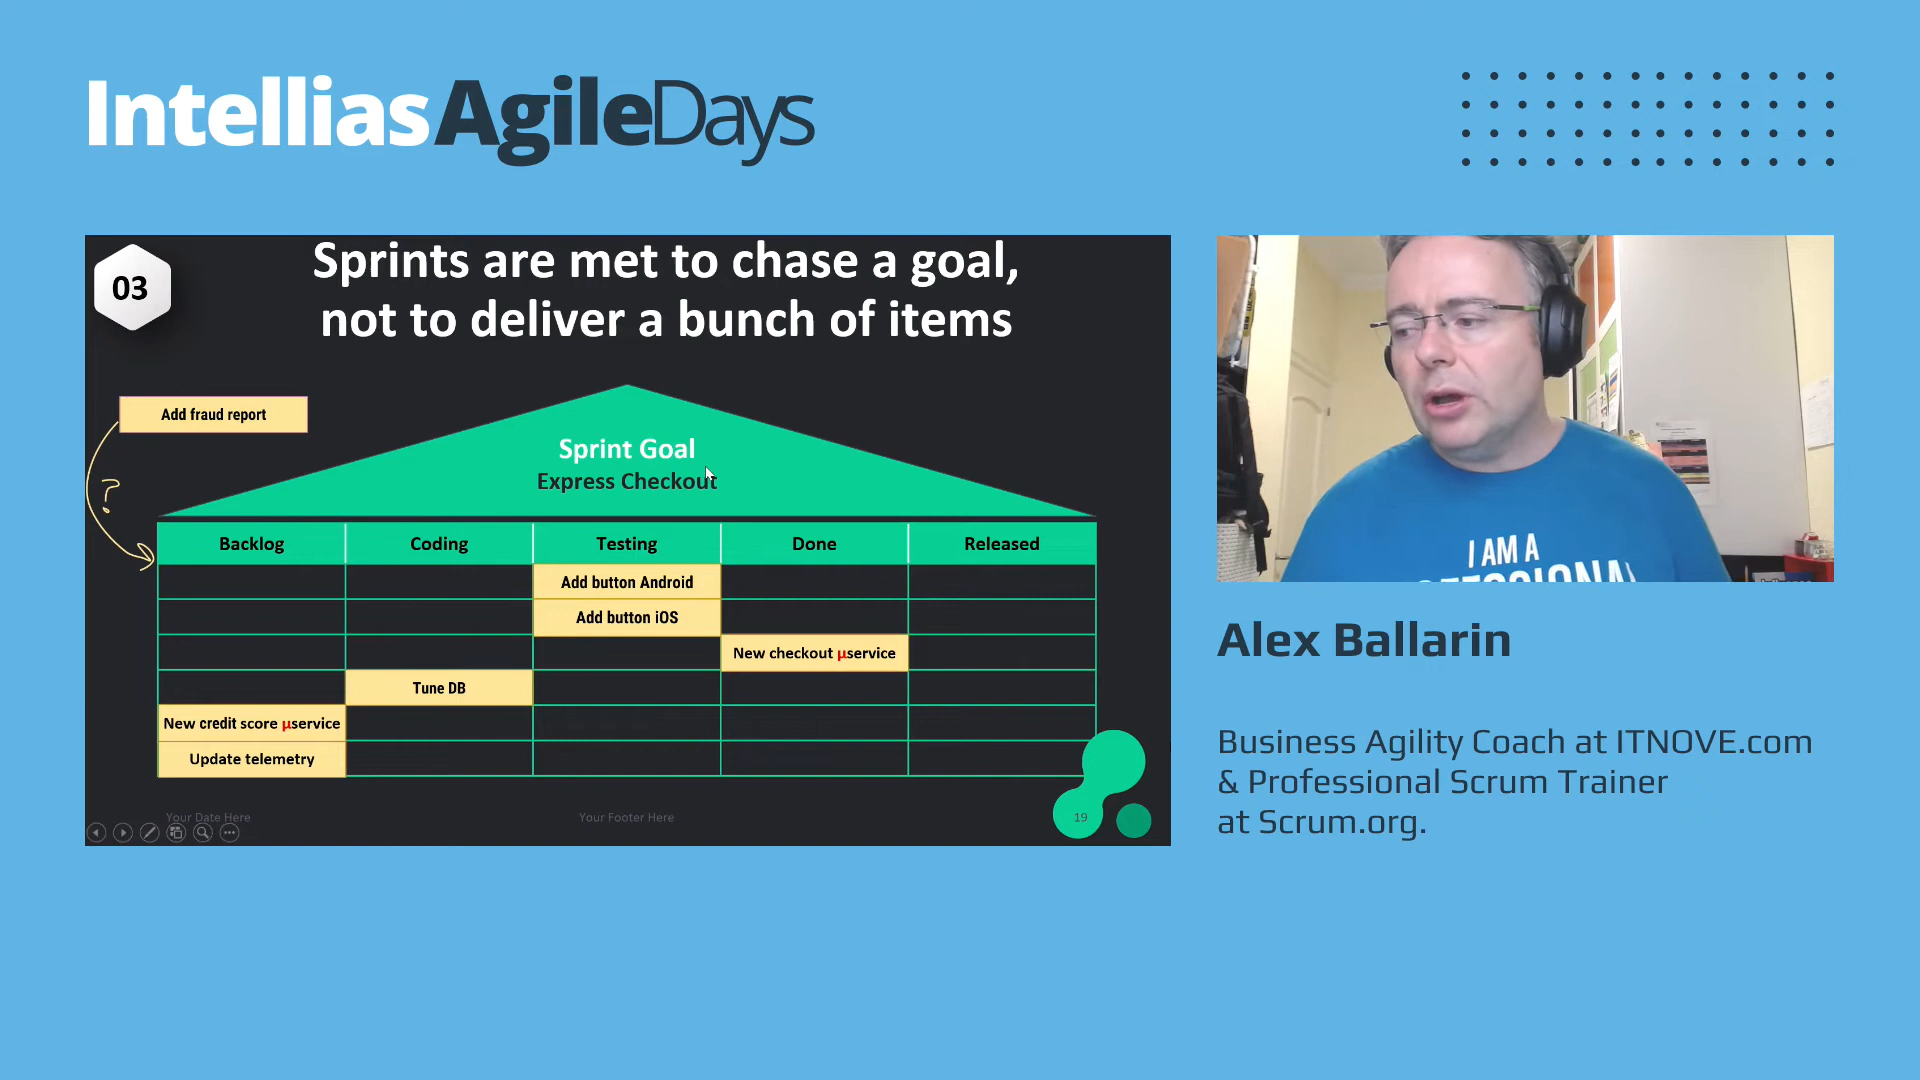 IntelliasAgileDays
03
Sprints are met to chase a goal,
not to deliver a bunch of items
Add fraud report
?
Sprint Goal
Express Checkout
Backlog Coding Testing Done Released
Add button Android
Add button iOS
New checkout µservice
Tune DB
New credit score µservice
Update telemetry
Your Date Here
Your Footer Here
19
I AM A
Alex Ballarin
Business Agility Coach at ITNOVE.com
& Professional Scrum Trainer
at Scrum.org.